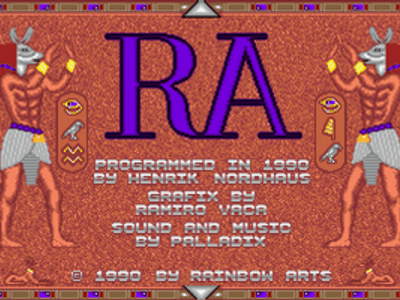 RA
PROGRAMMED IN 1990
BY HENRIK NORDHAUS
GRAFIX BY
RAMIRO VACA
SOUND AND MUSIC
BY PALLADIX
© 1990 BY RAINBOW ARTS